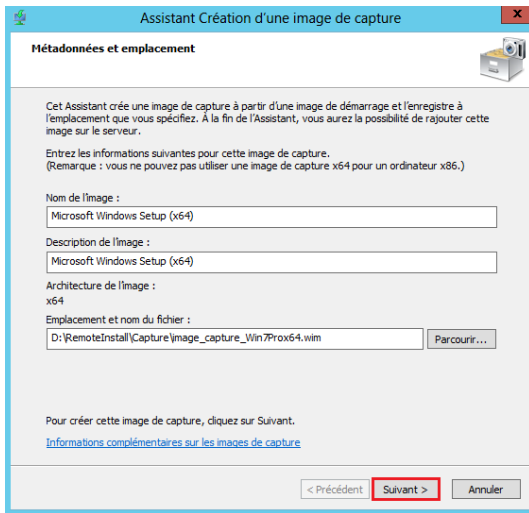 Assistant Création d'une image de capture
x
Métadonnées et emplacement
Cet Assistant crée une image de capture à partir d'une image de démarrage et l'enregistre à
l'emplacement que vous spécifiez. À la fin de l'Assistant, vous aurez la possibilité de rajouter cette
image sur le serveur.
Entrez les informations suivantes pour cette image de capture.
(Remarque : vous ne pouvez pas utiliser une image de capture x64 pour un ordinateur x86.)
Nom de l'image :
Microsoft Windows Setup (x64)
Description de l'image :
Microsoft Windows Setup (x64)
Architecture de l'image :
x64
Emplacement et nom du fichier :
D:\RemoteInstall\Capture\image_capture_Win7Prox64.wim
Parcourir...
Pour créer cette image de capture, cliquez sur Suivant.
Informations complémentaires sur les images de capture
< Précédent Suivant > Annuler